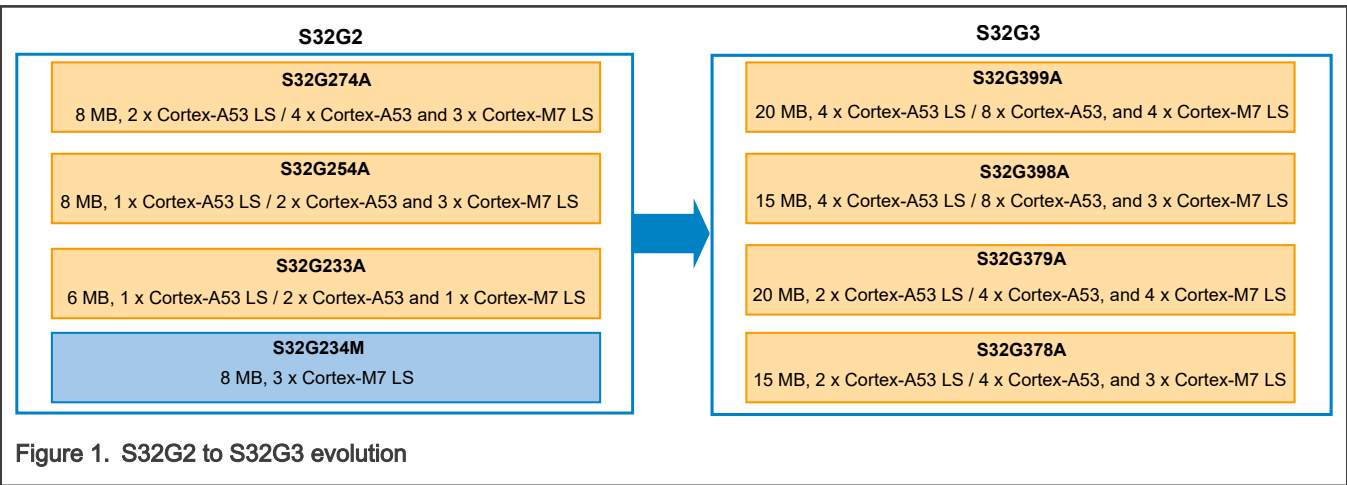 S32G2
S32G274A
8 MB, 2 x Cortex-A53 LS / 4 x Cortex-A53 and 3 x Cortex-M7 LS
S32G254A
8 MB, 1 x Cortex-A53 LS / 2 x Cortex-A53 and 3 x Cortex-M7 LS
S32G233A
6 MB, 1 x Cortex-A53 LS / 2 x Cortex-A53 and 1 x Cortex-M7 LS
S32G234M
8 MB, 3 x Cortex-M7 LS
S32G3
S32G399A
20 MB, 4 x Cortex-A53 LS / 8 x Cortex-A53, and 4 x Cortex-M7 LS
S32G398A
15 MB, 4 x Cortex-A53 LS / 8 x Cortex-A53, and 3 x Cortex-M7 LS
S32G379A
20 MB, 2 x Cortex-A53 LS / 4 x Cortex-A53, and 4 x Cortex-M7 LS
S32G378A
15 MB, 2 x Cortex-A53 LS / 4 x Cortex-A53, and 3 x Cortex-M7 LS
Figure 1. S32G2 to S32G3 evolution